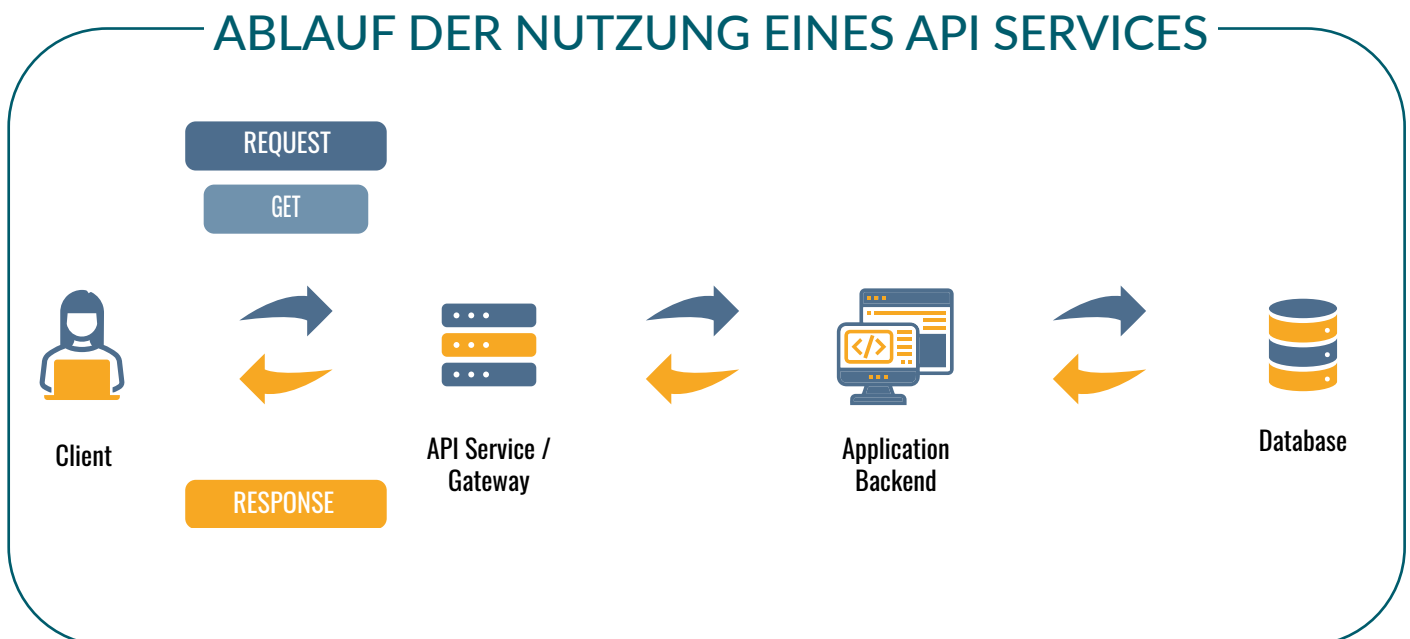 ABLAUF DER NUTZUNG EINES API SERVICES
REQUEST
GET
</>
Client
API Service /
Gateway
Application
Backend
Database
RESPONSE